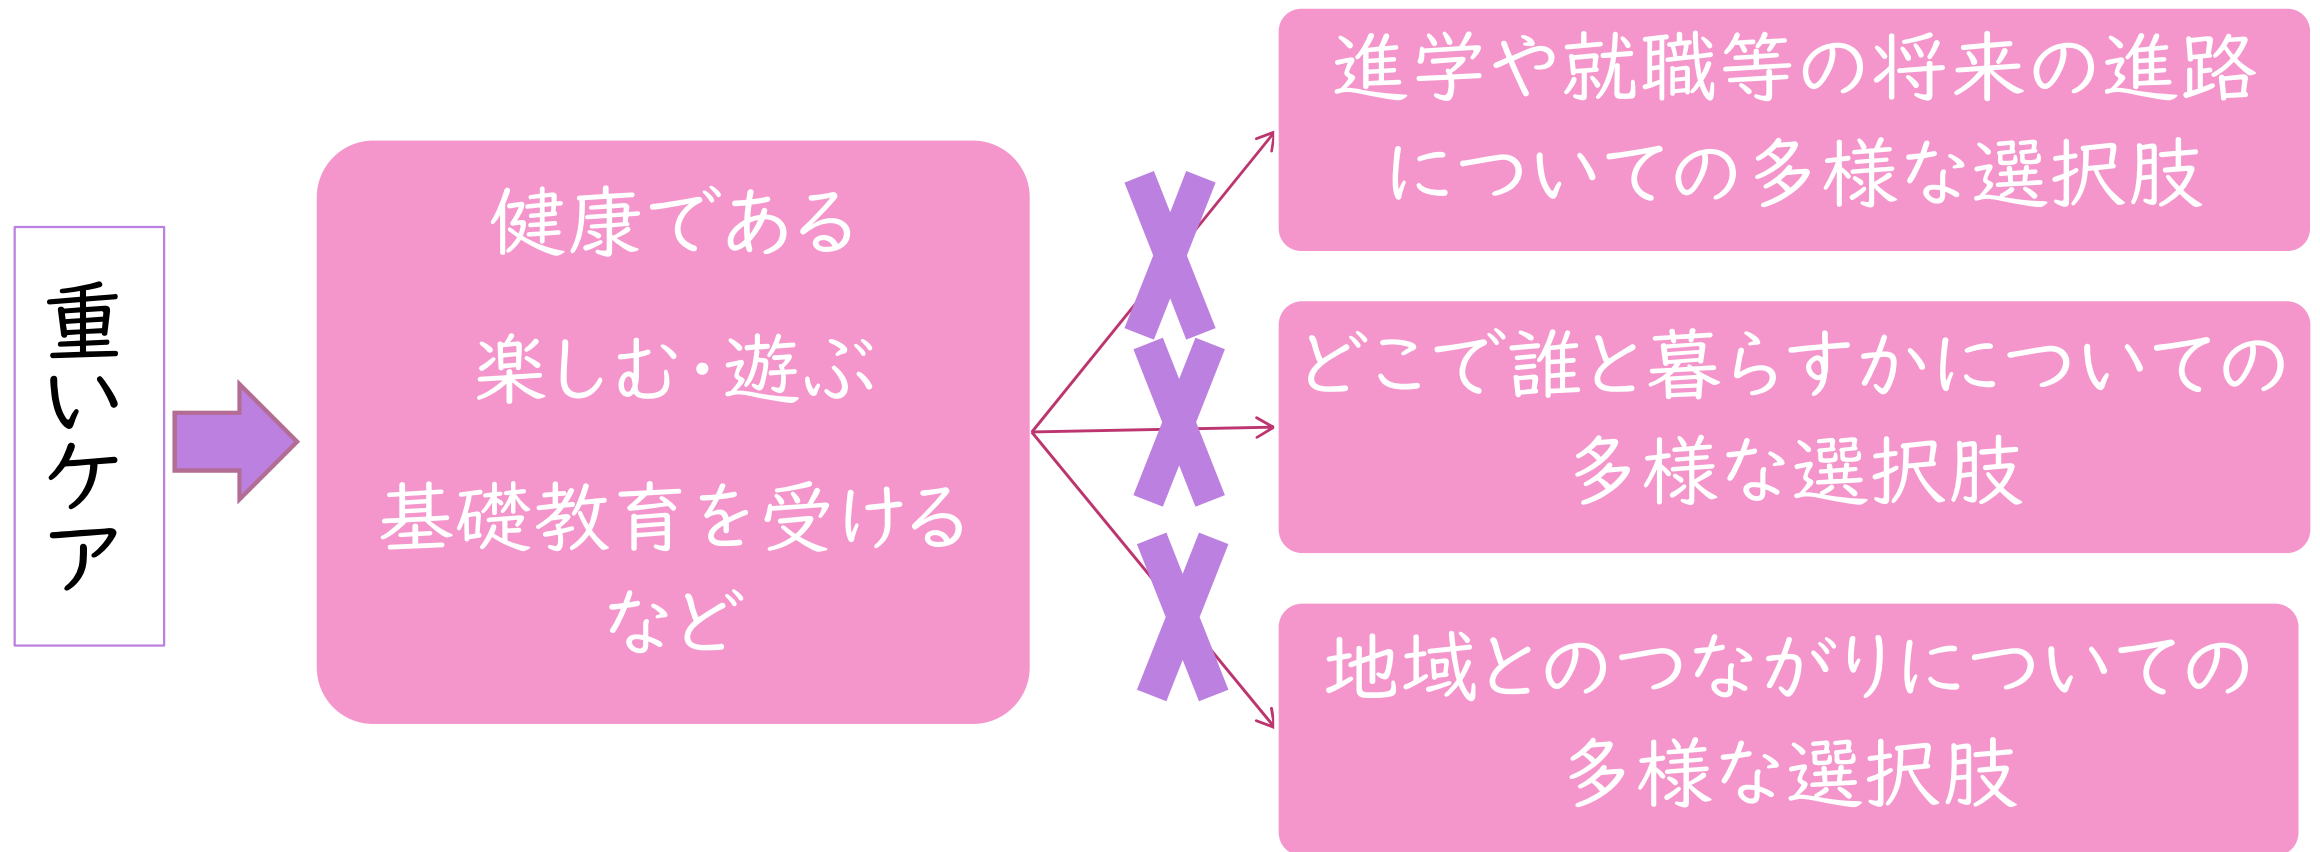 重いケア
健康である
楽しむ・遊ぶ
基礎教育を受ける
など
進学や就職等の将来の進路
についての多様な選択肢
どこで誰と暮らすかについての
多様な選択肢
地域とのつながりについての
多様な選択肢